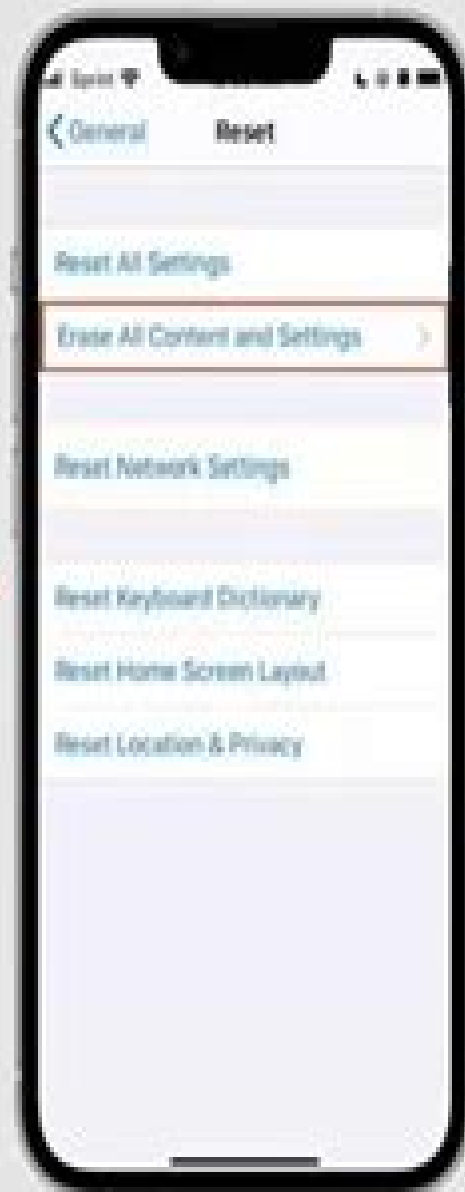 Sprint
General
Reset
Reset All Settings
Erase All Content and Settings
Reset Network Settings
Reset Keyboard Dictionary
Reset Home Screen Layout
Reset Location & Privacy